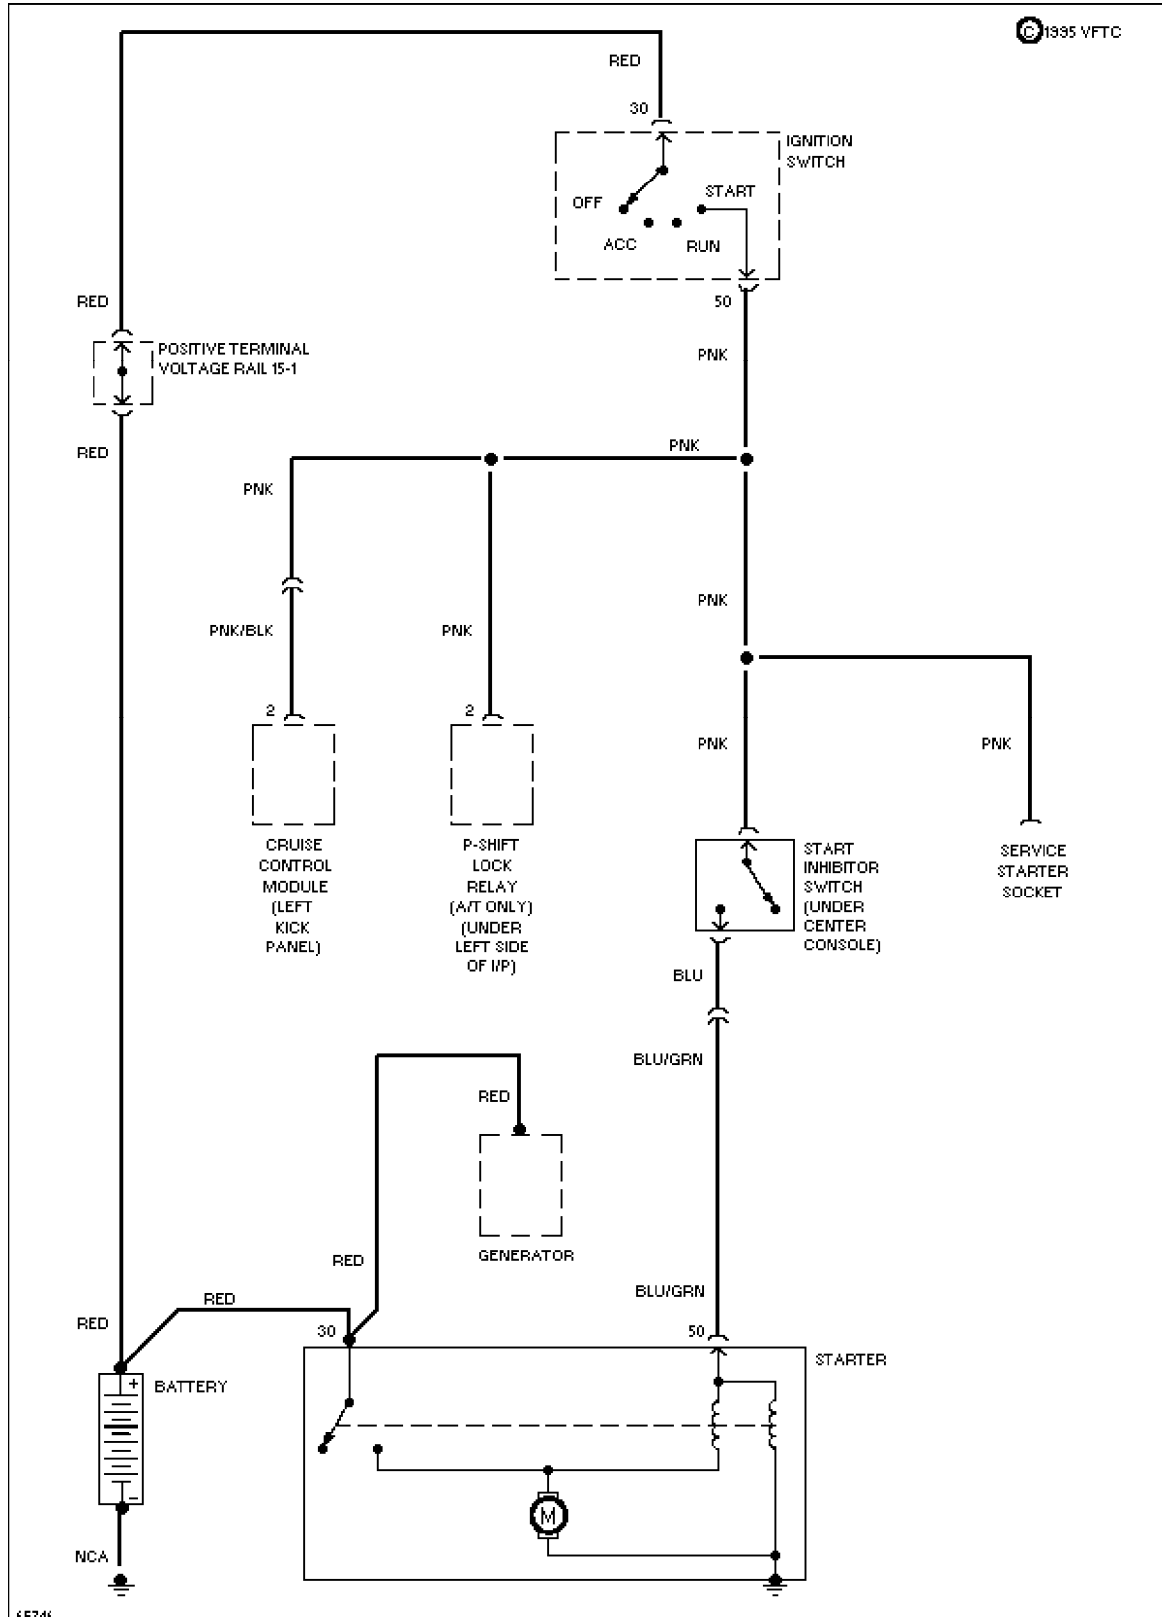 © 1995 VFTC
RED
30
IGNITION
SWITCH
OFF
START
ACC
RUN
RED
50
POSITIVE TERMINAL
VOLTAGE RAIL 15-1
PNK
RED
PNK
PNK
PNK
PNK/BLK
PNK
2
2
PNK
PNK
CRUISE
CONTROL
MODULE
(LEFT
KICK
PANEL)
P-SHIFT
LOCK
RELAY
(A/T ONLY)
(UNDER
LEFT SIDE
OF I/P)
START
INHIBITOR
SWITCH
(UNDER
CENTER
CONSOLE)
SERVICE
STARTER
SOCKET
BLU
BLU/GRN
RED
GENERATOR
RED
BLU/GRN
RED
RED
30
50
STARTER
BATTERY
+
−
M
NCA